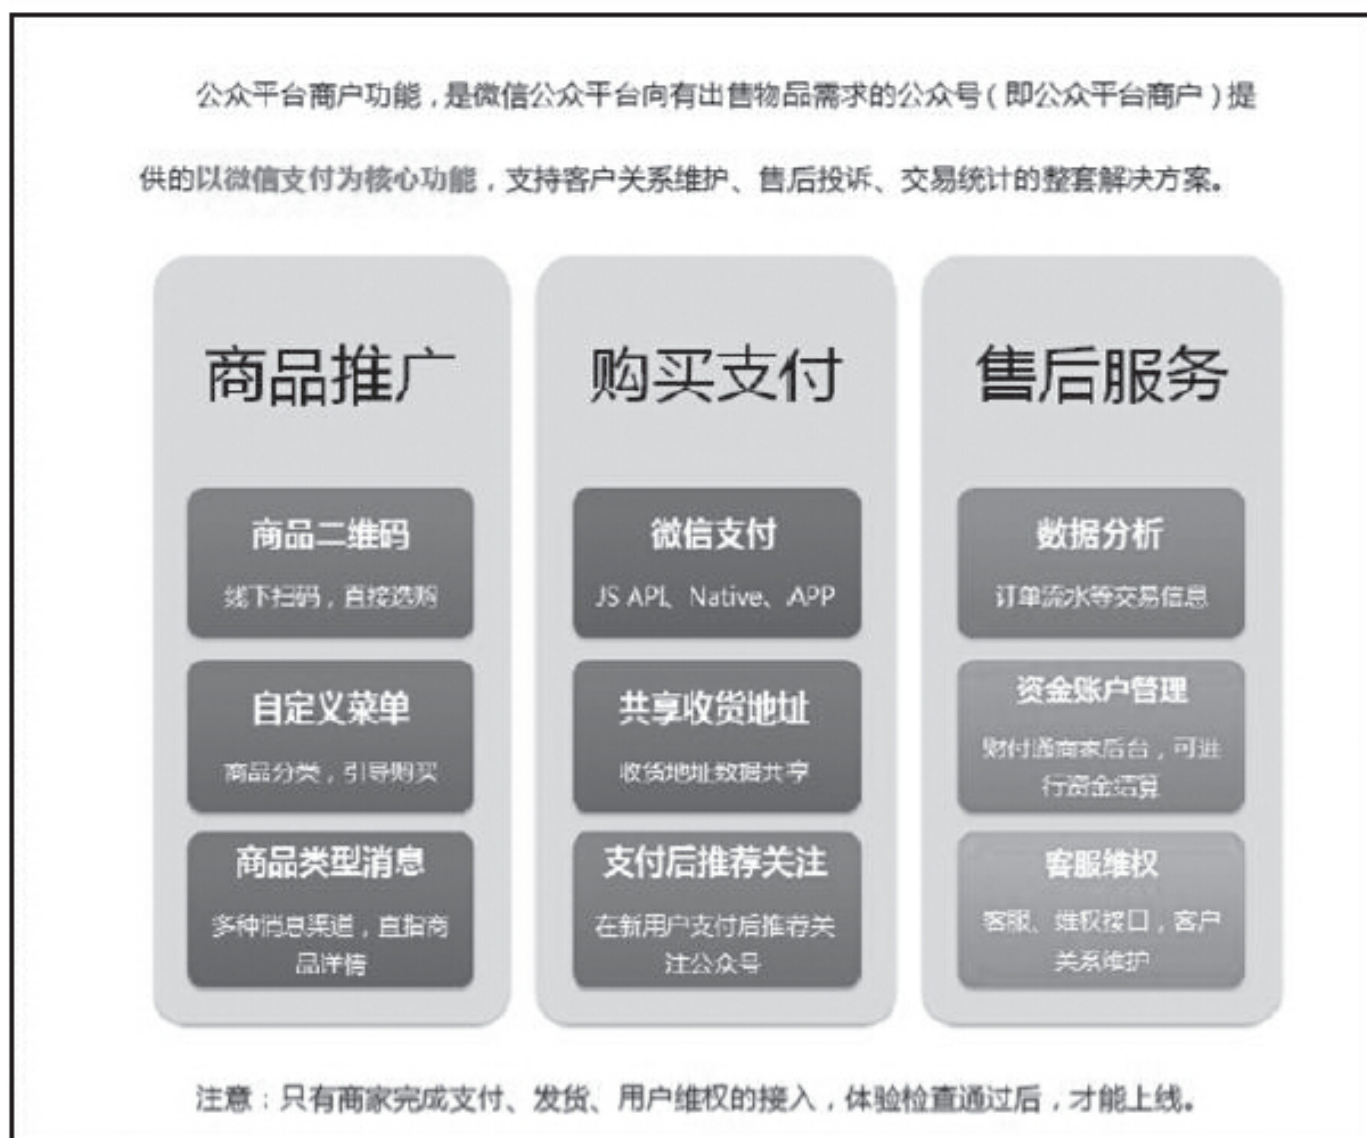 公众平台商户功能，是微信公众平台向有出售物品需求的公众号（即公众平台商户）提
供的以微信支付为核心功能，支持客户关系维护、售后投诉、交易统计的整套解决方案。
商品推广
商品二维码
线下扫码，直接选购
自定义菜单
商品分类，引导购买
商品类型消息
多种消息渠道，直指商
品详情
购买支付
微信支付
JS API、Native、APP
共享收货地址
收货地址数据共享
支付后推荐关注
在新用户支付后推荐关
注公众号
售后服务
数据分析
订单流水等交易信息
资金账户管理
财付通商家后台，可进
行资金结算
客服维权
客服、维权接口，客户
关系维护
注意：只有商家完成支付、发货、用户维权的接入，体验检查通过后，才能上线。